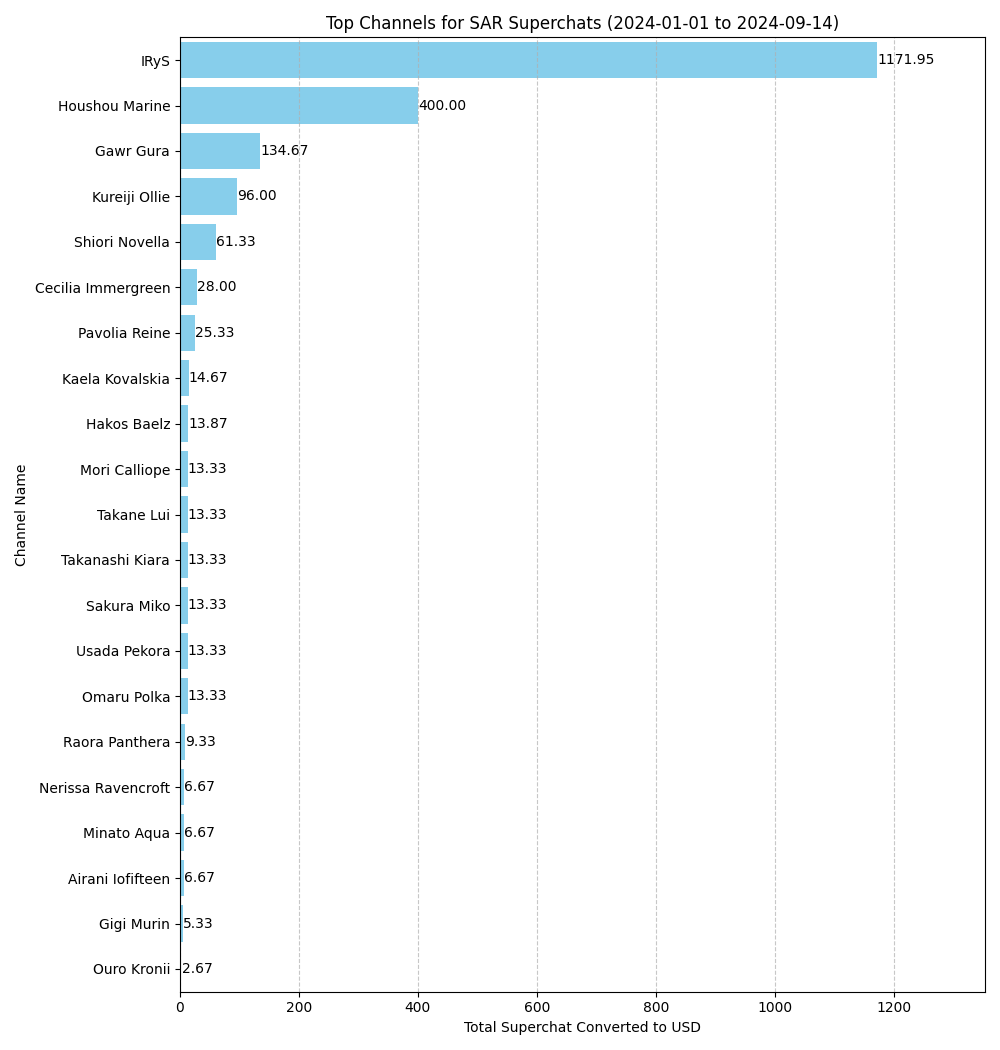 Top Channels for SAR Superchats (2024-01-01 to 2024-09-14)
IRyS 1171.95
Houshou Marine 400.00
Gawr Gura 134.67
Kureiji Ollie 96.00
Shiori Novella 61.33
Cecilia Immergreen 28.00
Pavolia Reine 25.33
Kaela Kovalskia 14.67
Hakos Baelz 13.87
Mori Calliope 13.33
Takane Lui 13.33
Takanashi Kiara 13.33
Sakura Miko 13.33
Usada Pekora 13.33
Omaru Polka 13.33
Raora Panthera 9.33
Nerissa Ravencroft 6.67
Minato Aqua 6.67
Airani Iofifteen 6.67
Gigi Murin 5.33
Ouro Kronii 2.67
Channel Name
0 200 400 600 800 1000 1200
Total Superchat Converted to USD